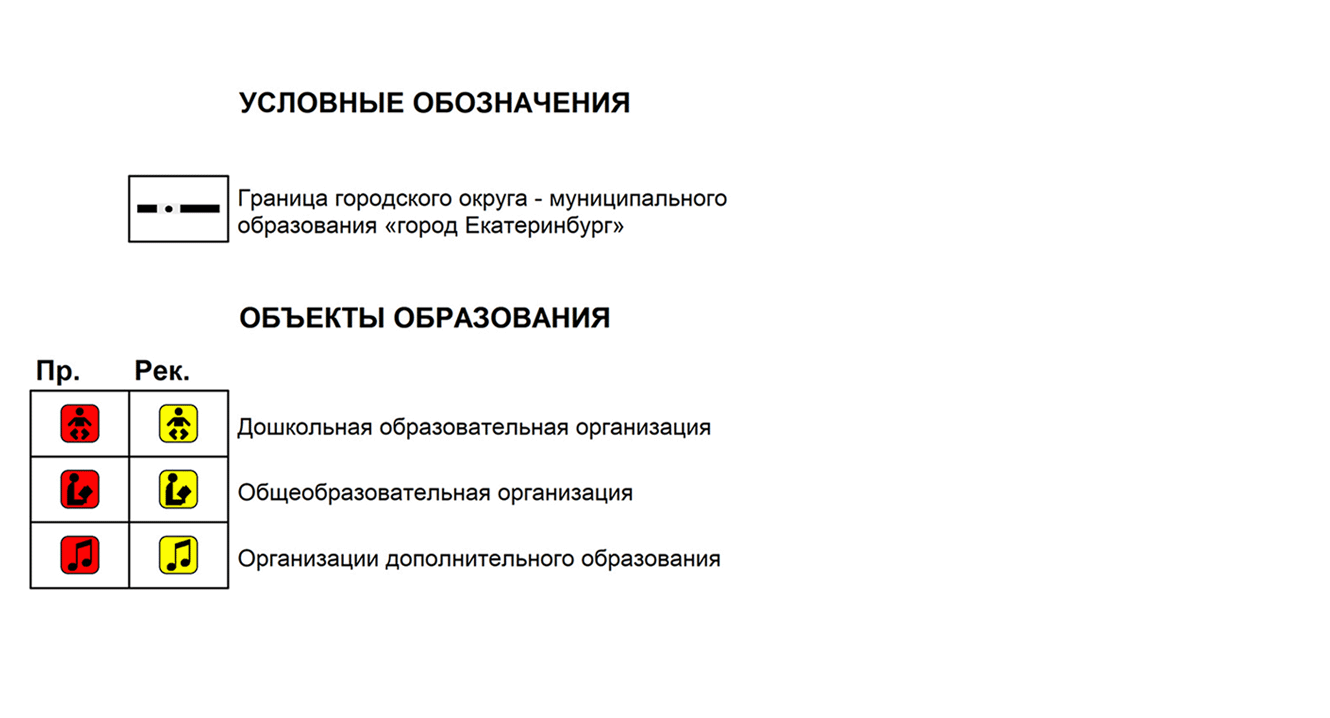 УСЛОВНЫЕ ОБОЗНАЧЕНИЯ
Граница городского округа - муниципального
образования «город Екатеринбург»
ОБЪЕКТЫ ОБРАЗОВАНИЯ
Пр. Рек.
Дошкольная образовательная организация
Общеобразовательная организация
Организации дополнительного образования